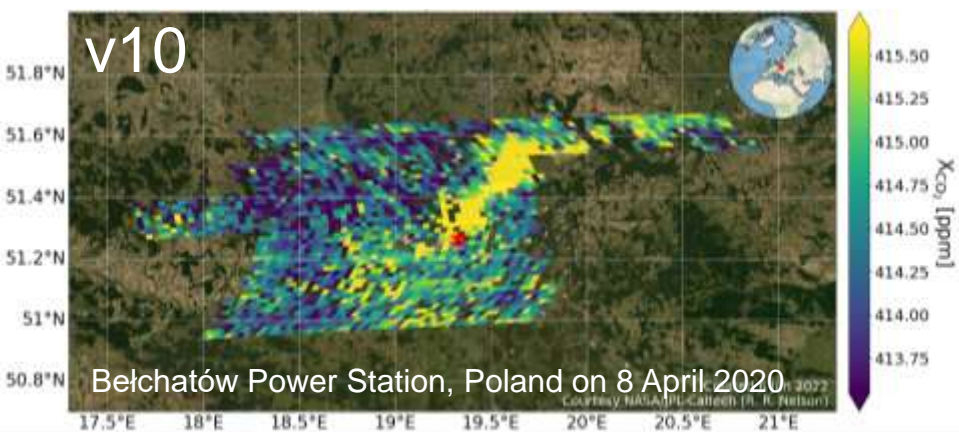 v10
51.8°N
51.6°N
51.4°N
51.2°N
51°N
50.8°N
415.50
415.25
415.00
414.75
414.50
414.25
414.00
413.75
XCO₂ [ppm]
Bełchatów Power Station, Poland on 8 April 2020
2022
Courtesy NASA/JPL-Caltech (R. R. Nelson)
17.5°E 18°E 18.5°E 19°E 19.5°E 20°E 20.5°E 21°E